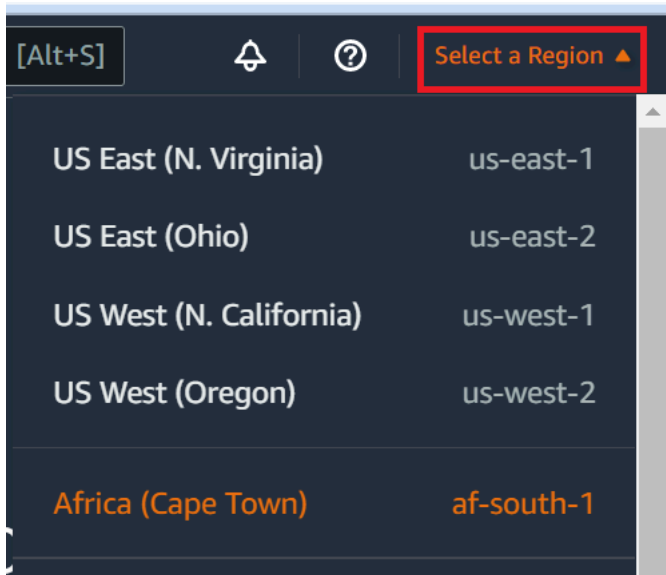 [Alt+S] Select a Region
US East (N. Virginia) us-east-1
US East (Ohio) us-east-2
US West (N. California) us-west-1
US West (Oregon) us-west-2
Africa (Cape Town) af-south-1